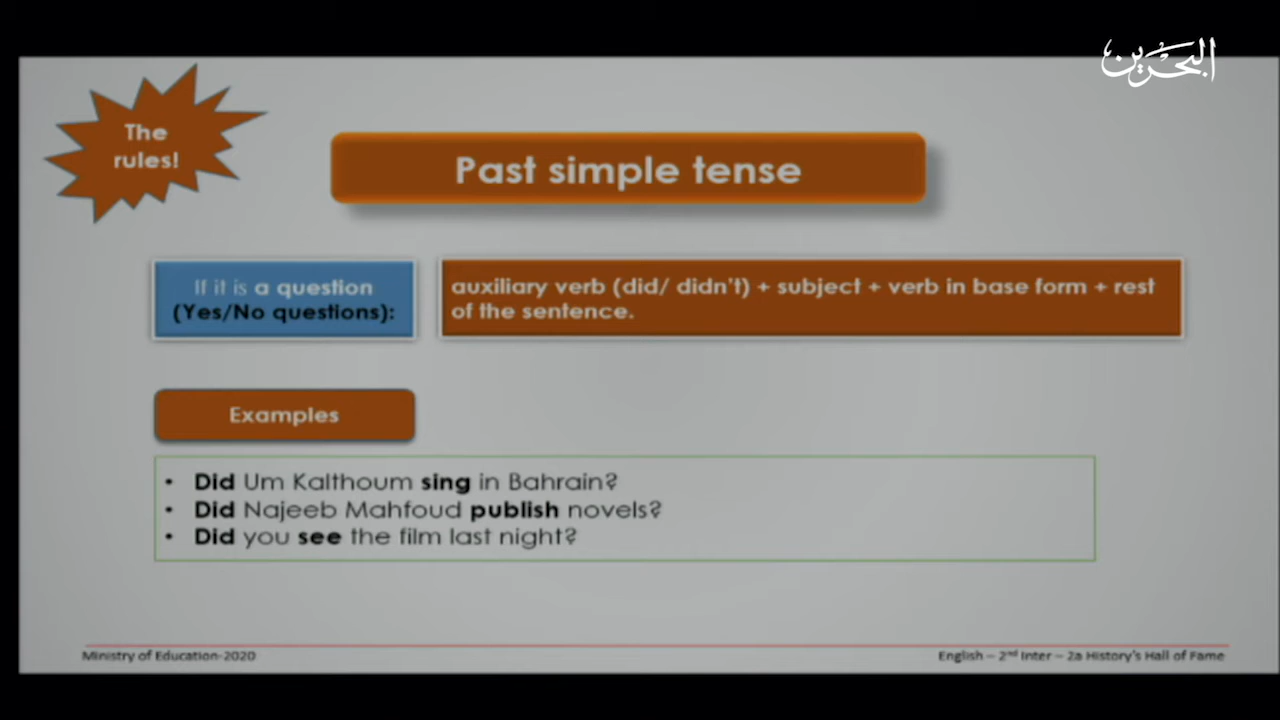 البحرين
The
rules!
Past simple tense
If it is a question
(Yes/No questions):
auxiliary verb (did/ didn't) + subject + verb in base form + rest
of the sentence.
Examples
• Did Um Kalthoum sing in Bahrain?
• Did Najeeb Mahfoud publish novels?
• Did you see the film last night?
Ministry of Education-2020
English – 2nd Inter – 2a History's Hall of Fame